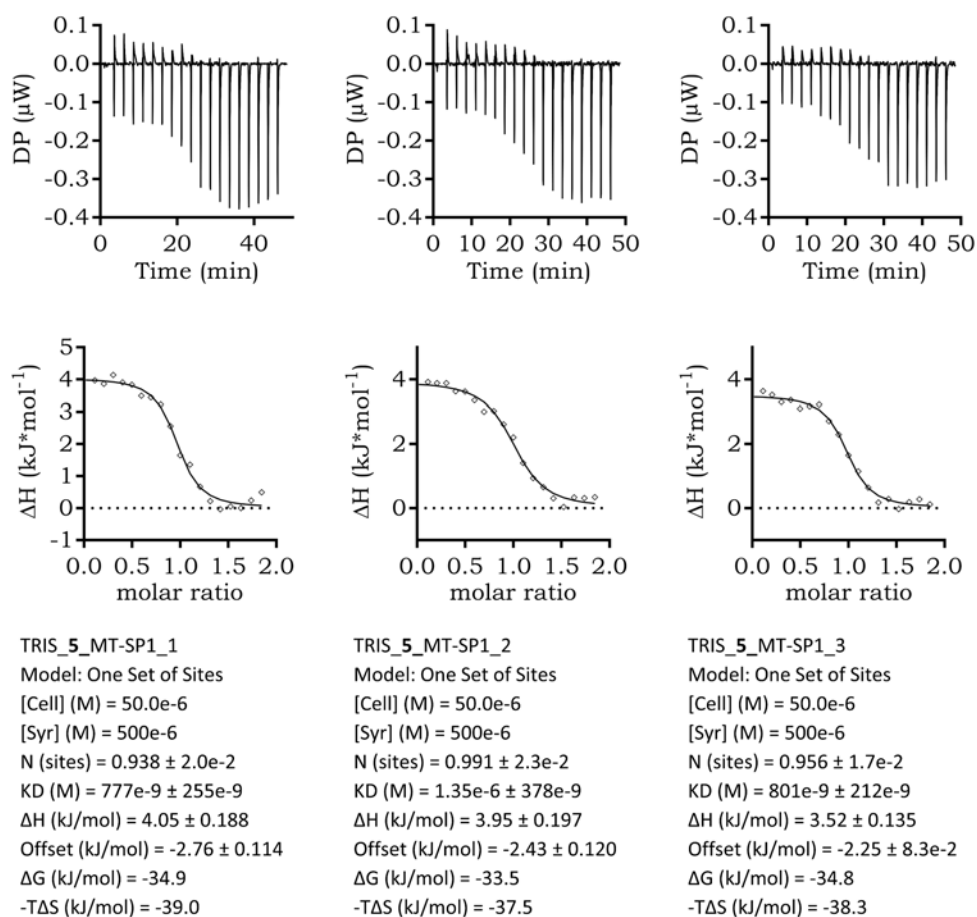 0.1
0.0
-0.1
-0.2
-0.3
-0.4
DP (µW)
0 20 40
Time (min)
0.1
0.0
-0.1
-0.2
-0.3
-0.4
DP (µW)
0 10 20 30 40 50
Time (min)
0.1
0.0
-0.1
-0.2
-0.3
-0.4
DP (µW)
0 10 20 30 40 50
Time (min)
5
4
3
2
1
0
-1
ΔH (kJ*mol⁻¹)
0.0 0.5 1.0 1.5 2.0
molar ratio
4
2
0
ΔH (kJ*mol⁻¹)
0.0 0.5 1.0 1.5 2.0
molar ratio
4
2
0
ΔH (kJ*mol⁻¹)
0.0 0.5 1.0 1.5 2.0
molar ratio
TRIS_5_MT-SP1_1
Model: One Set of Sites
[Cell] (M) = 50.0e-6
[Syr] (M) = 500e-6
N (sites) = 0.938 ± 2.0e-2
KD (M) = 777e-9 ± 255e-9
ΔH (kJ/mol) = 4.05 ± 0.188
Offset (kJ/mol) = -2.76 ± 0.114
ΔG (kJ/mol) = -34.9
-TΔS (kJ/mol) = -39.0
TRIS_5_MT-SP1_2
Model: One Set of Sites
[Cell] (M) = 50.0e-6
[Syr] (M) = 500e-6
N (sites) = 0.991 ± 2.3e-2
KD (M) = 1.35e-6 ± 378e-9
ΔH (kJ/mol) = 3.95 ± 0.197
Offset (kJ/mol) = -2.43 ± 0.120
ΔG (kJ/mol) = -33.5
-TΔS (kJ/mol) = -37.5
TRIS_5_MT-SP1_3
Model: One Set of Sites
[Cell] (M) = 50.0e-6
[Syr] (M) = 500e-6
N (sites) = 0.956 ± 1.7e-2
KD (M) = 801e-9 ± 212e-9
ΔH (kJ/mol) = 3.52 ± 0.135
Offset (kJ/mol) = -2.25 ± 8.3e-2
ΔG (kJ/mol) = -34.8
-TΔS (kJ/mol) = -38.3